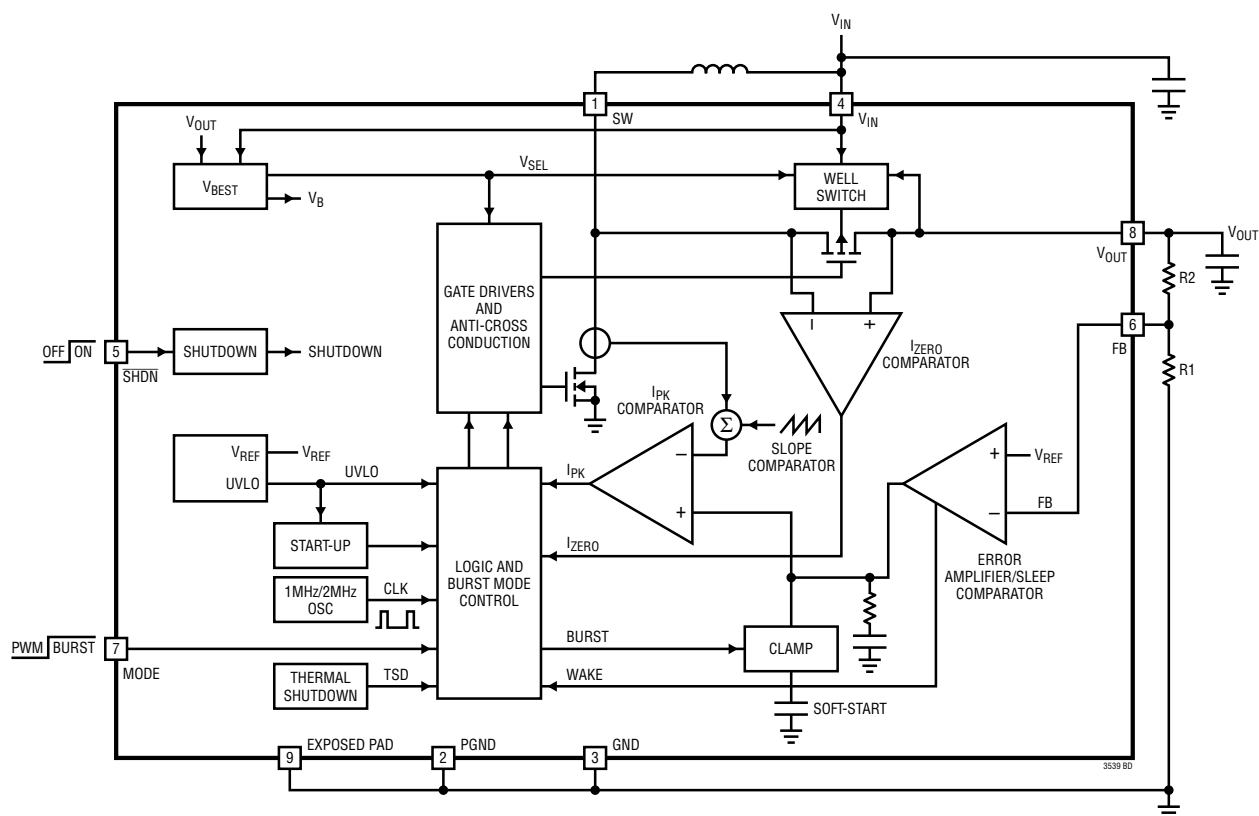 VIN
1
SW
4
VIN
VOUT
VBEST
VB
VSEL
WELL
SWITCH
8
VOUT
VOUT
R2
GATE DRIVERS
AND
ANTI-CROSS
CONDUCTION
–
+
IZERO
COMPARATOR
6
FB
R1
OFF ON
5
SHDN
SHUTDOWN
SHUTDOWN
IPK
COMPARATOR
Σ
SLOPE
COMPARATOR
VREF
VREF
UVLO
UVLO
IPK
–
+
+
VREF
–
FB
START-UP
LOGIC AND
BURST MODE
CONTROL
IZERO
ERROR
AMPLIFIER/SLEEP
COMPARATOR
1MHz/2MHz
OSC
CLK
PWM BURST
7
MODE
BURST
CLAMP
THERMAL
SHUTDOWN
TSD
WAKE
SOFT-START
9
EXPOSED PAD
2
PGND
3
GND
3539 BD